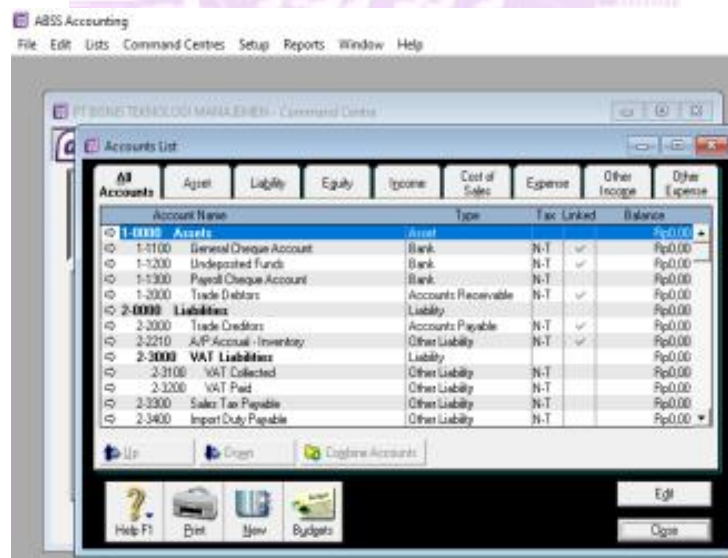 ABSS Accounting
File Edit Lists Command Centres Setup Reports Window Help
PT BISNIS TEKNOLOGI MANAJEMEN - Command Centre
Accounts List
All Accounts Asset Liability Equity Income Cost of Sales Expense Other Income Other Expense
Account Name Type Tax Linked Balance
1-0000 Assets Asset Rp0.00
1-1100 General Cheque Account Bank N-T Rp0.00
1-1200 Undeposited Funds Bank N-T Rp0.00
1-1300 Payroll Cheque Account Bank N-T Rp0.00
1-2000 Trade Debtors Accounts Receivable N-T Rp0.00
2-0000 Liabilities Liability Rp0.00
2-2000 Trade Creditors Accounts Payable N-T Rp0.00
2-2210 A/P Accrual - Inventory Other Liability N-T Rp0.00
2-3000 VAT Liabilities Liability Rp0.00
2-3100 VAT Collected Other Liability N-T Rp0.00
2-3200 VAT Paid Other Liability N-T Rp0.00
2-3300 Sales Tax Payable Other Liability N-T Rp0.00
2-3400 Import Duty Payable Other Liability N-T Rp0.00
Up Down Combine Accounts
Help F1 Print New Budgets
Edit
Close